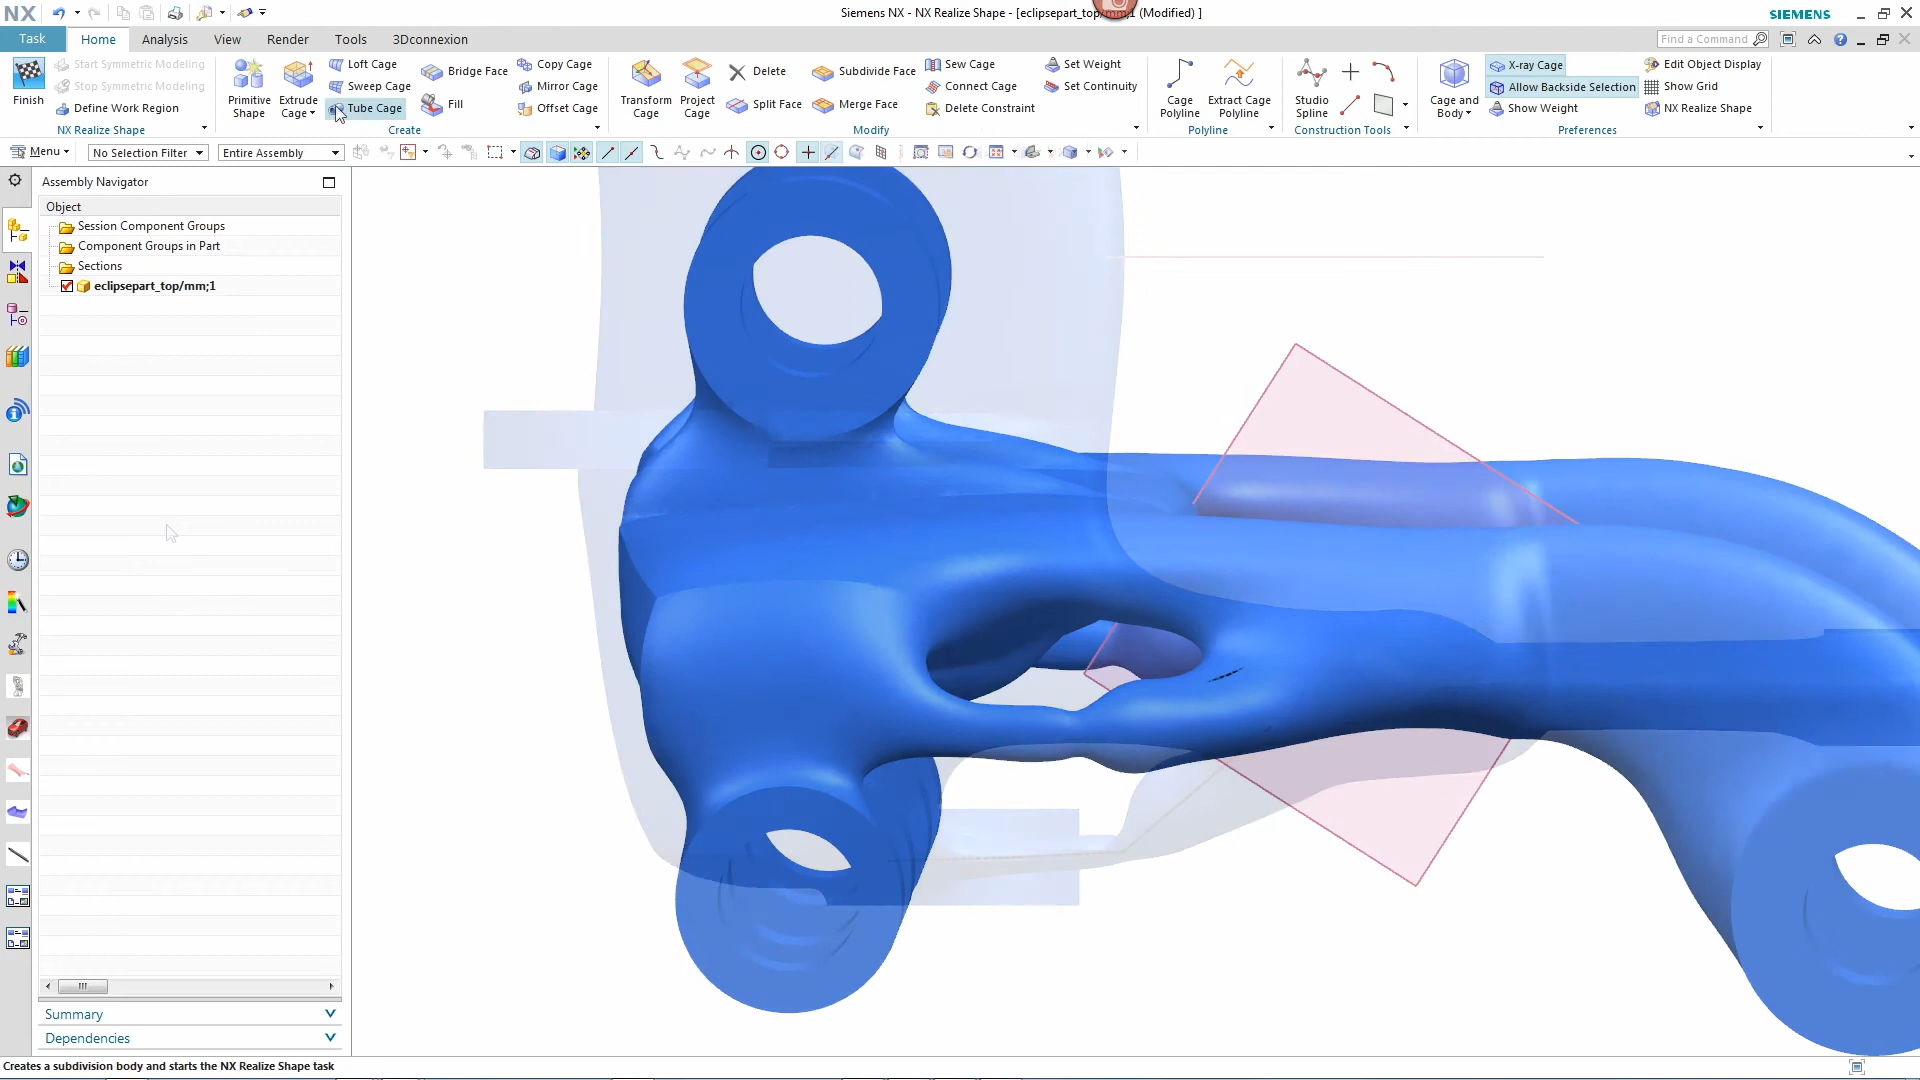 NX
Siemens NX - NX Realize Shape - [eclipsepart_top/mm;1 (Modified) ]
SIEMENS
Task Home Analysis View Render Tools 3Dconnexion
Find a Command
Start Symmetric Modeling
Stop Symmetric Modeling
Define Work Region
Finish
NX Realize Shape
Primitive Shape
Extrude Cage
Loft Cage
Sweep Cage
Tube Cage
Bridge Face
Fill
Copy Cage
Mirror Cage
Offset Cage
Create
Transform Cage
Project Cage
Delete
Split Face
Subdivide Face
Merge Face
Sew Cage
Connect Cage
Delete Constraint
Set Weight
Set Continuity
Modify
Cage Polyline
Extract Cage Polyline
Polyline
Studio Spline
Construction Tools
Cage and Body
X-ray Cage
Allow Backside Selection
Show Weight
Edit Object Display
Show Grid
NX Realize Shape
Preferences
Menu
No Selection Filter
Entire Assembly
Assembly Navigator
Object
Session Component Groups
Component Groups in Part
Sections
eclipsepart_top/mm;1
Summary
Dependencies
Creates a subdivision body and starts the NX Realize Shape task